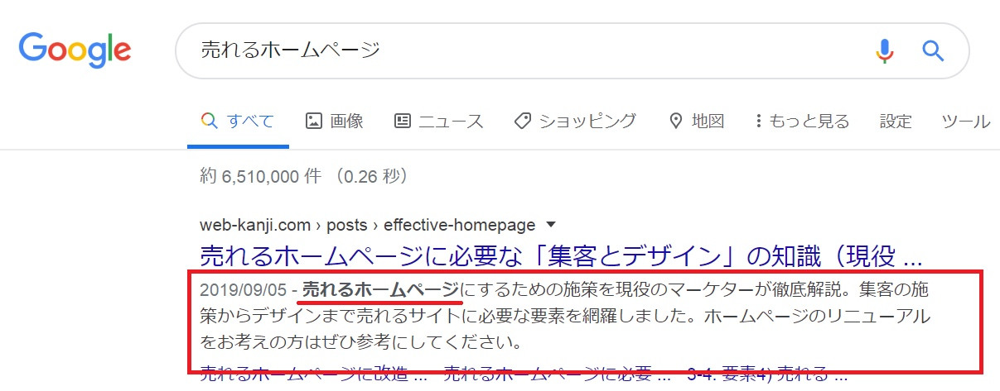 Google
売れるホームページ
すべて 画像 ニュース ショッピング 地図 もっと見る 設定 ツール
約 6,510,000 件 （0.26 秒）
web-kanji.com › posts › effective-homepage
売れるホームページに必要な「集客とデザイン」の知識（現役 ...
2019/09/05 - 売れるホームページにするための施策を現役のマーケターが徹底解説。集客の施
策からデザインまで売れるサイトに必要な要素を網羅しました。ホームページのリニューアル
をお考えの方はぜひ参考にしてください。
売れるホームページに改造 ... 売れるホームページに必要 ... 3-4. 要素4) 売れる ...